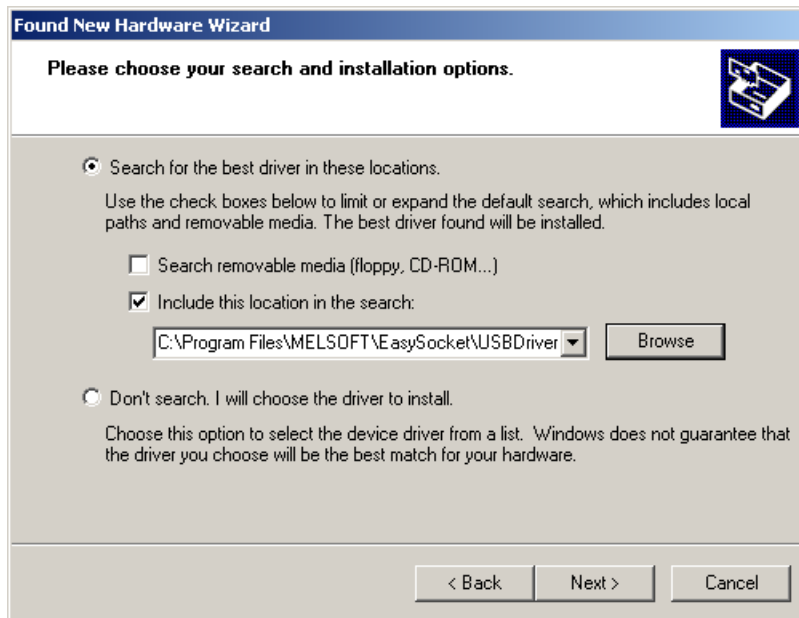 Found New Hardware Wizard
Please choose your search and installation options.
Search for the best driver in these locations.
Use the check boxes below to limit or expand the default search, which includes local
paths and removable media. The best driver found will be installed.
Search removable media (floppy, CD-ROM...)
Include this location in the search:
C:\Program Files\MELSOFT\EasySocket\USBDriver
Browse
Don't search. I will choose the driver to install.
Choose this option to select the device driver from a list.  Windows does not guarantee that
the driver you choose will be the best match for your hardware.
< Back
Next >
Cancel